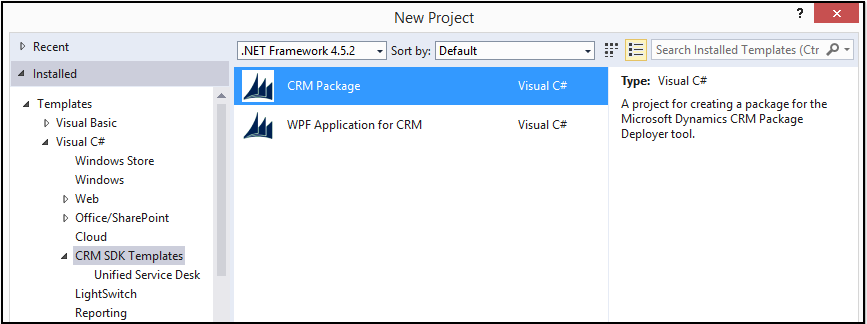 New Project
?
Recent
.NET Framework 4.5.2
Sort by:
Default
Search Installed Templates (Ctr
Installed
Templates
Visual Basic
Visual C#
Windows Store
Windows
Web
Office/SharePoint
Cloud
CRM SDK Templates
Unified Service Desk
LightSwitch
Reporting
CRM Package Visual C#
WPF Application for CRM Visual C#
Type: Visual C#
A project for creating a package for the
Microsoft Dynamics CRM Package
Deployer tool.